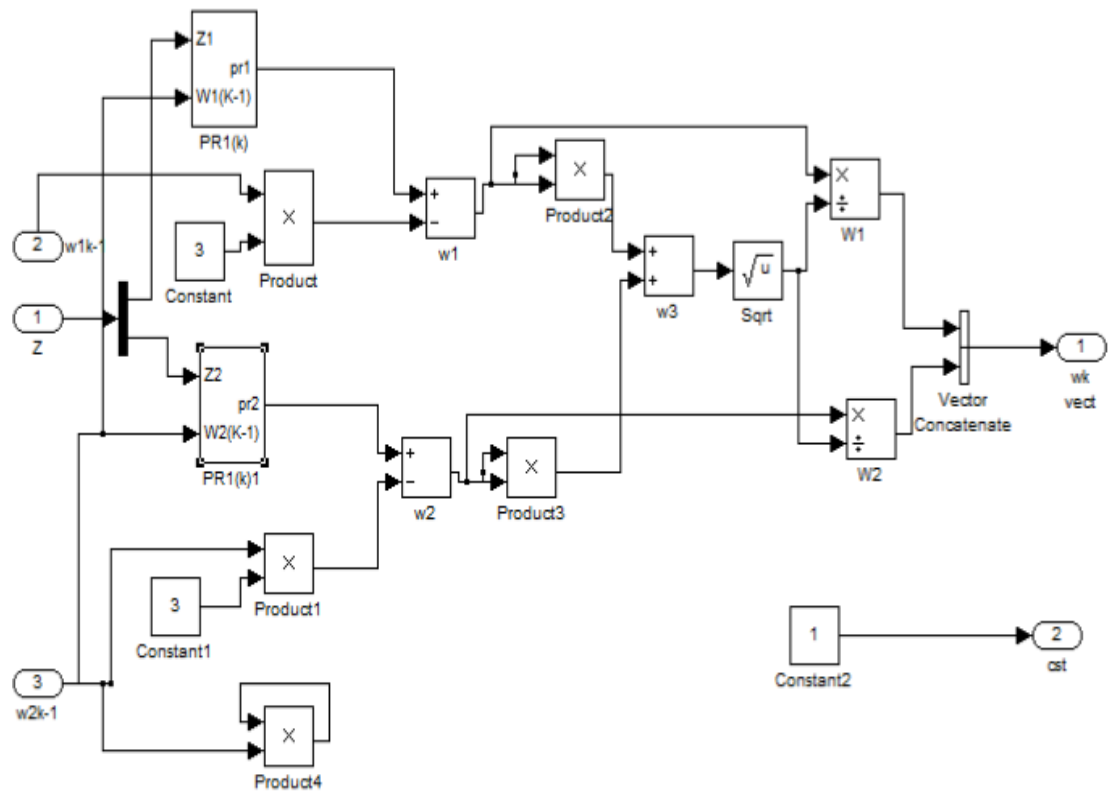 Z1
pr1
W1(K-1)
PR1(k)
2
w1k-1
3
Constant
×
Product
+
−
w1
×
Product2
×
÷
W1
1
Z
+
+
w3
√u
Sqrt
Z2
pr2
W2(K-1)
PR1(k)1
+
−
w2
×
Product3
×
÷
W2
Vector
Concatenate
1
wk
vect
3
Constant1
×
Product1
1
Constant2
2
cst
3
w2k-1
×
Product4